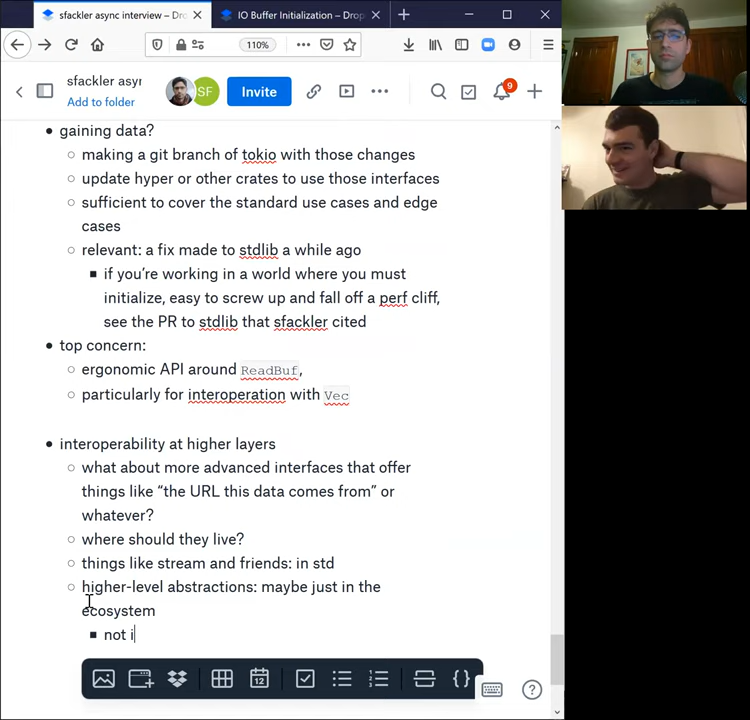 sfackler async interview – Dro
IO Buffer Initialization – Drop
110%
sfackler asyr
Add to folder
SF
Invite
9
gaining data?
making a git branch of tokio with those changes
update hyper or other crates to use those interfaces
sufficient to cover the standard use cases and edge
cases
relevant: a fix made to stdlib a while ago
if you’re working in a world where you must
initialize, easy to screw up and fall off a perf cliff,
see the PR to stdlib that sfackler cited
top concern:
ergonomic API around ReadBuf,
particularly for interoperation with Vec
interoperability at higher layers
what about more advanced interfaces that offer
things like “the URL this data comes from” or
whatever?
where should they live?
things like stream and friends: in std
higher-level abstractions: maybe just in the
ecosystem
not i